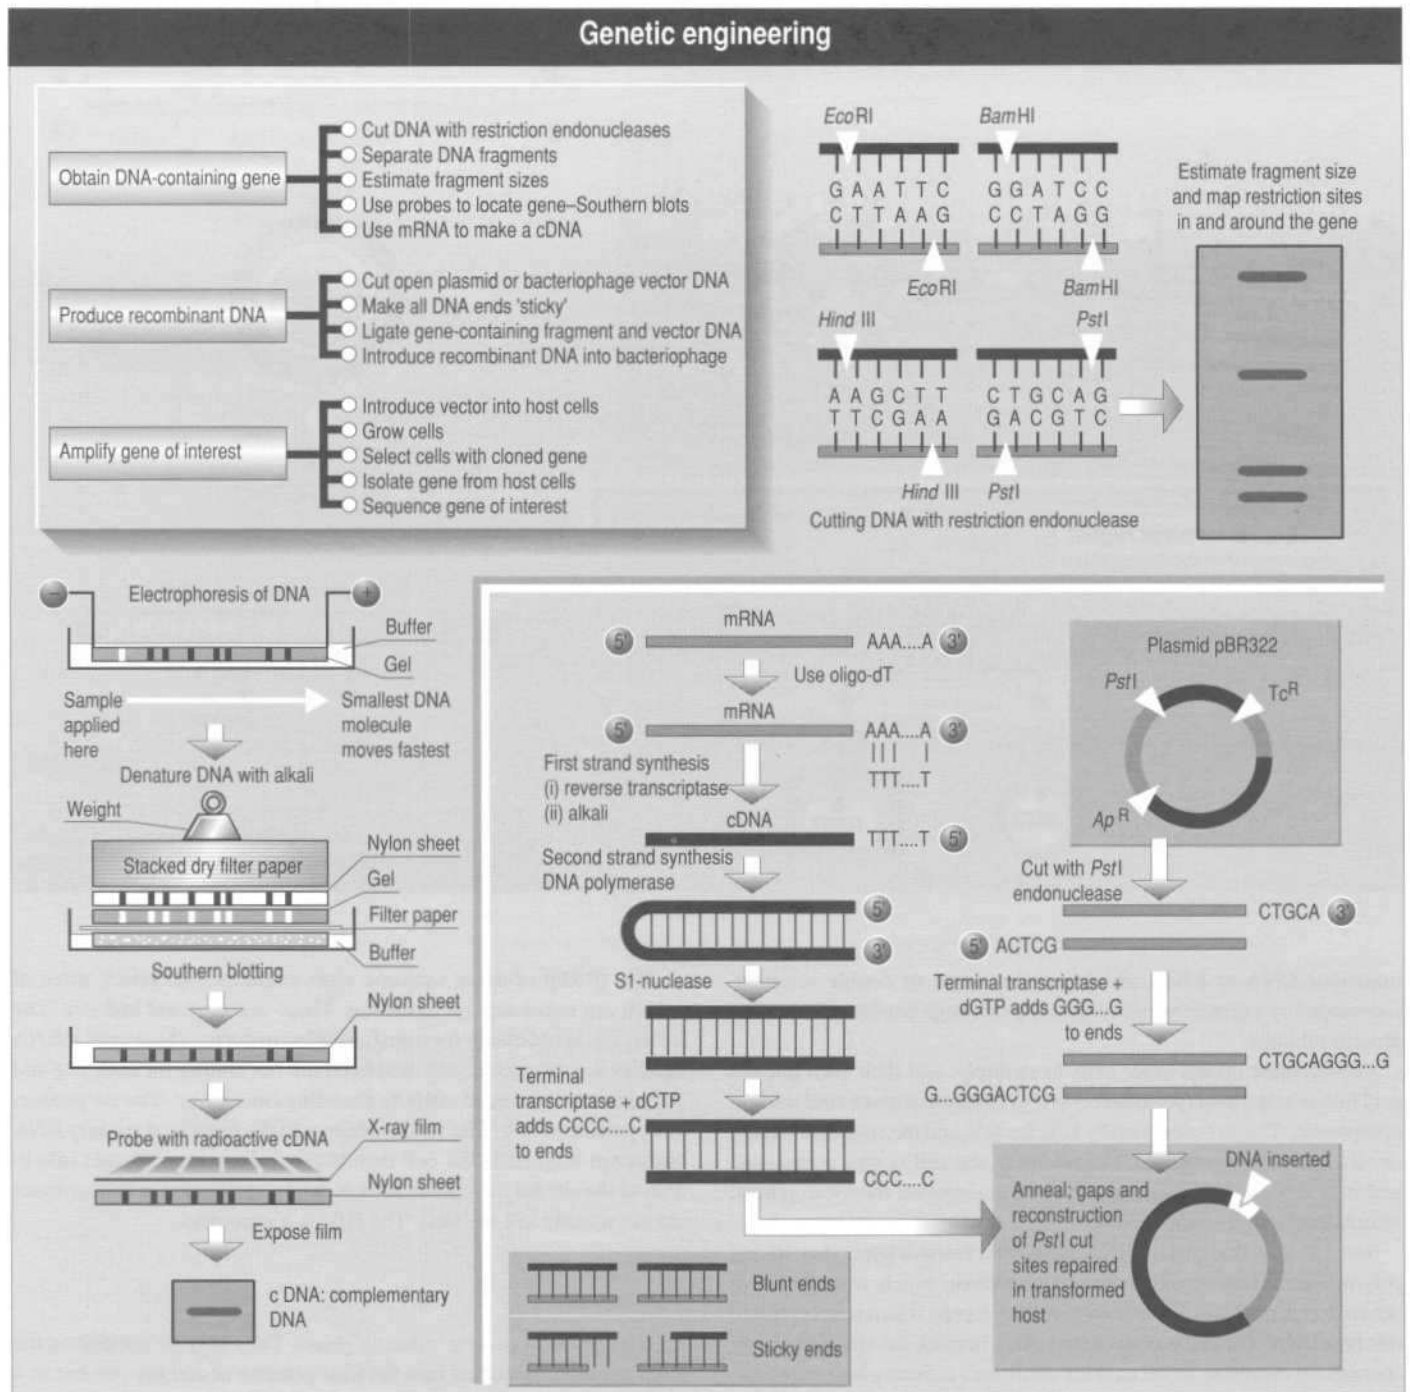 Genetic engineering
Obtain DNA-containing gene
Cut DNA with restriction endonucleases
Separate DNA fragments
Estimate fragment sizes
Use probes to locate gene–Southern blots
Use mRNA to make a cDNA
Produce recombinant DNA
Cut open plasmid or bacteriophage vector DNA
Make all DNA ends 'sticky'
Ligate gene-containing fragment and vector DNA
Introduce recombinant DNA into bacteriophage
Amplify gene of interest
Introduce vector into host cells
Grow cells
Select cells with cloned gene
Isolate gene from host cells
Sequence gene of interest
EcoRI
G A A T T C
C T T A A G
EcoRI
BamHI
G G A T C C
C C T A G G
BamHI
Hind III
A A G C T T
T T C G A A
Hind III
PstI
C T G C A G
G A C G T C
PstI
Cutting DNA with restriction endonuclease
Estimate fragment size
and map restriction sites
in and around the gene
Electrophoresis of DNA
–
+
Buffer
Gel
Sample
applied
here
Smallest DNA
molecule
moves fastest
Denature DNA with alkali
Weight
Stacked dry filter paper
Nylon sheet
Gel
Filter paper
Buffer
Southern blotting
Nylon sheet
Probe with radioactive cDNA
X-ray film
Nylon sheet
Expose film
c DNA: complementary
DNA
mRNA
5' AAA....A 3'
Use oligo-dT
mRNA
5' AAA....A 3'
TTT....T
First strand synthesis
(i) reverse transcriptase
(ii) alkali
cDNA
TTT....T 5'
Second strand synthesis
DNA polymerase
5'
3'
S1-nuclease
Terminal
transcriptase + dCTP
adds CCCC....C
to ends
CCC....C
Blunt ends
Sticky ends
Plasmid pBR322
PstI
TcR
Ap R
Cut with PstI
endonuclease
CTGCA 3'
5' ACTCG
Terminal transcriptase +
dGTP adds GGG...G
to ends
CTGCAGGG...G
G...GGGACTCG
DNA inserted
Anneal; gaps and
reconstruction
of PstI cut
sites repaired
in transformed
host